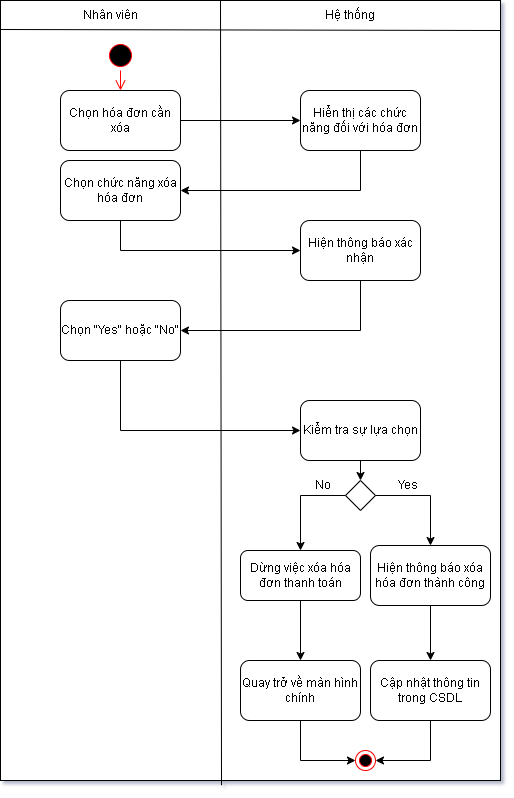 Nhân viên
Hệ thống
Chọn hóa đơn cần
xóa
Hiển thị các chức
năng đối với hóa đơn
Chọn chức năng xóa
hóa đơn
Hiện thông báo xác
nhận
Chọn "Yes" hoặc "No"
Kiểm tra sự lựa chọn
No
Yes
Dừng việc xóa hóa
đơn thanh toán
Hiện thông báo xóa
hóa đơn thành công
Quay trở về màn hình
chính
Cập nhật thông tin
trong CSDL